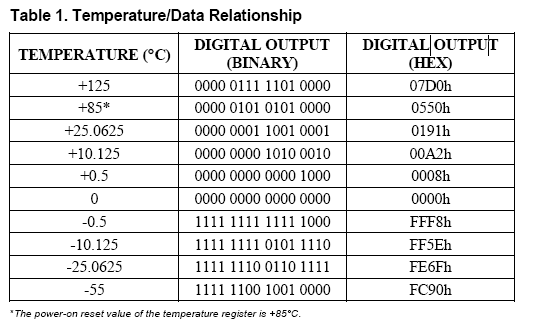 Table 1. Temperature/Data Relationship
TEMPERATURE (°C) DIGITAL OUTPUT (BINARY) DIGITAL OUTPUT (HEX)
+125 0000 0111 1101 0000 07D0h
+85* 0000 0101 0101 0000 0550h
+25.0625 0000 0001 1001 0001 0191h
+10.125 0000 0000 1010 0010 00A2h
+0.5 0000 0000 0000 1000 0008h
0 0000 0000 0000 0000 0000h
-0.5 1111 1111 1111 1000 FFF8h
-10.125 1111 1111 0101 1110 FF5Eh
-25.0625 1111 1110 0110 1111 FE6Fh
-55 1111 1100 1001 0000 FC90h
*The power-on reset value of the temperature register is +85°C.